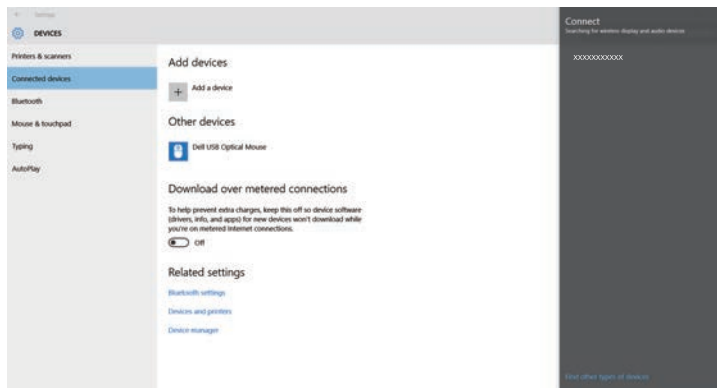 Settings
DEVICES
Printers & scanners
Connected devices
Bluetooth
Mouse & touchpad
Typing
AutoPlay
Add devices
Add a device
Other devices
Dell USB Optical Mouse
Download over metered connections
To help prevent extra charges, keep this off so device software
(drivers, info, and apps) for new devices won't download while
you're on metered Internet connections.
Off
Related settings
Bluetooth settings
Devices and printers
Device manager
Connect
Searching for wireless display and audio devices
xxxxxxxxxxx
Find other types of devices